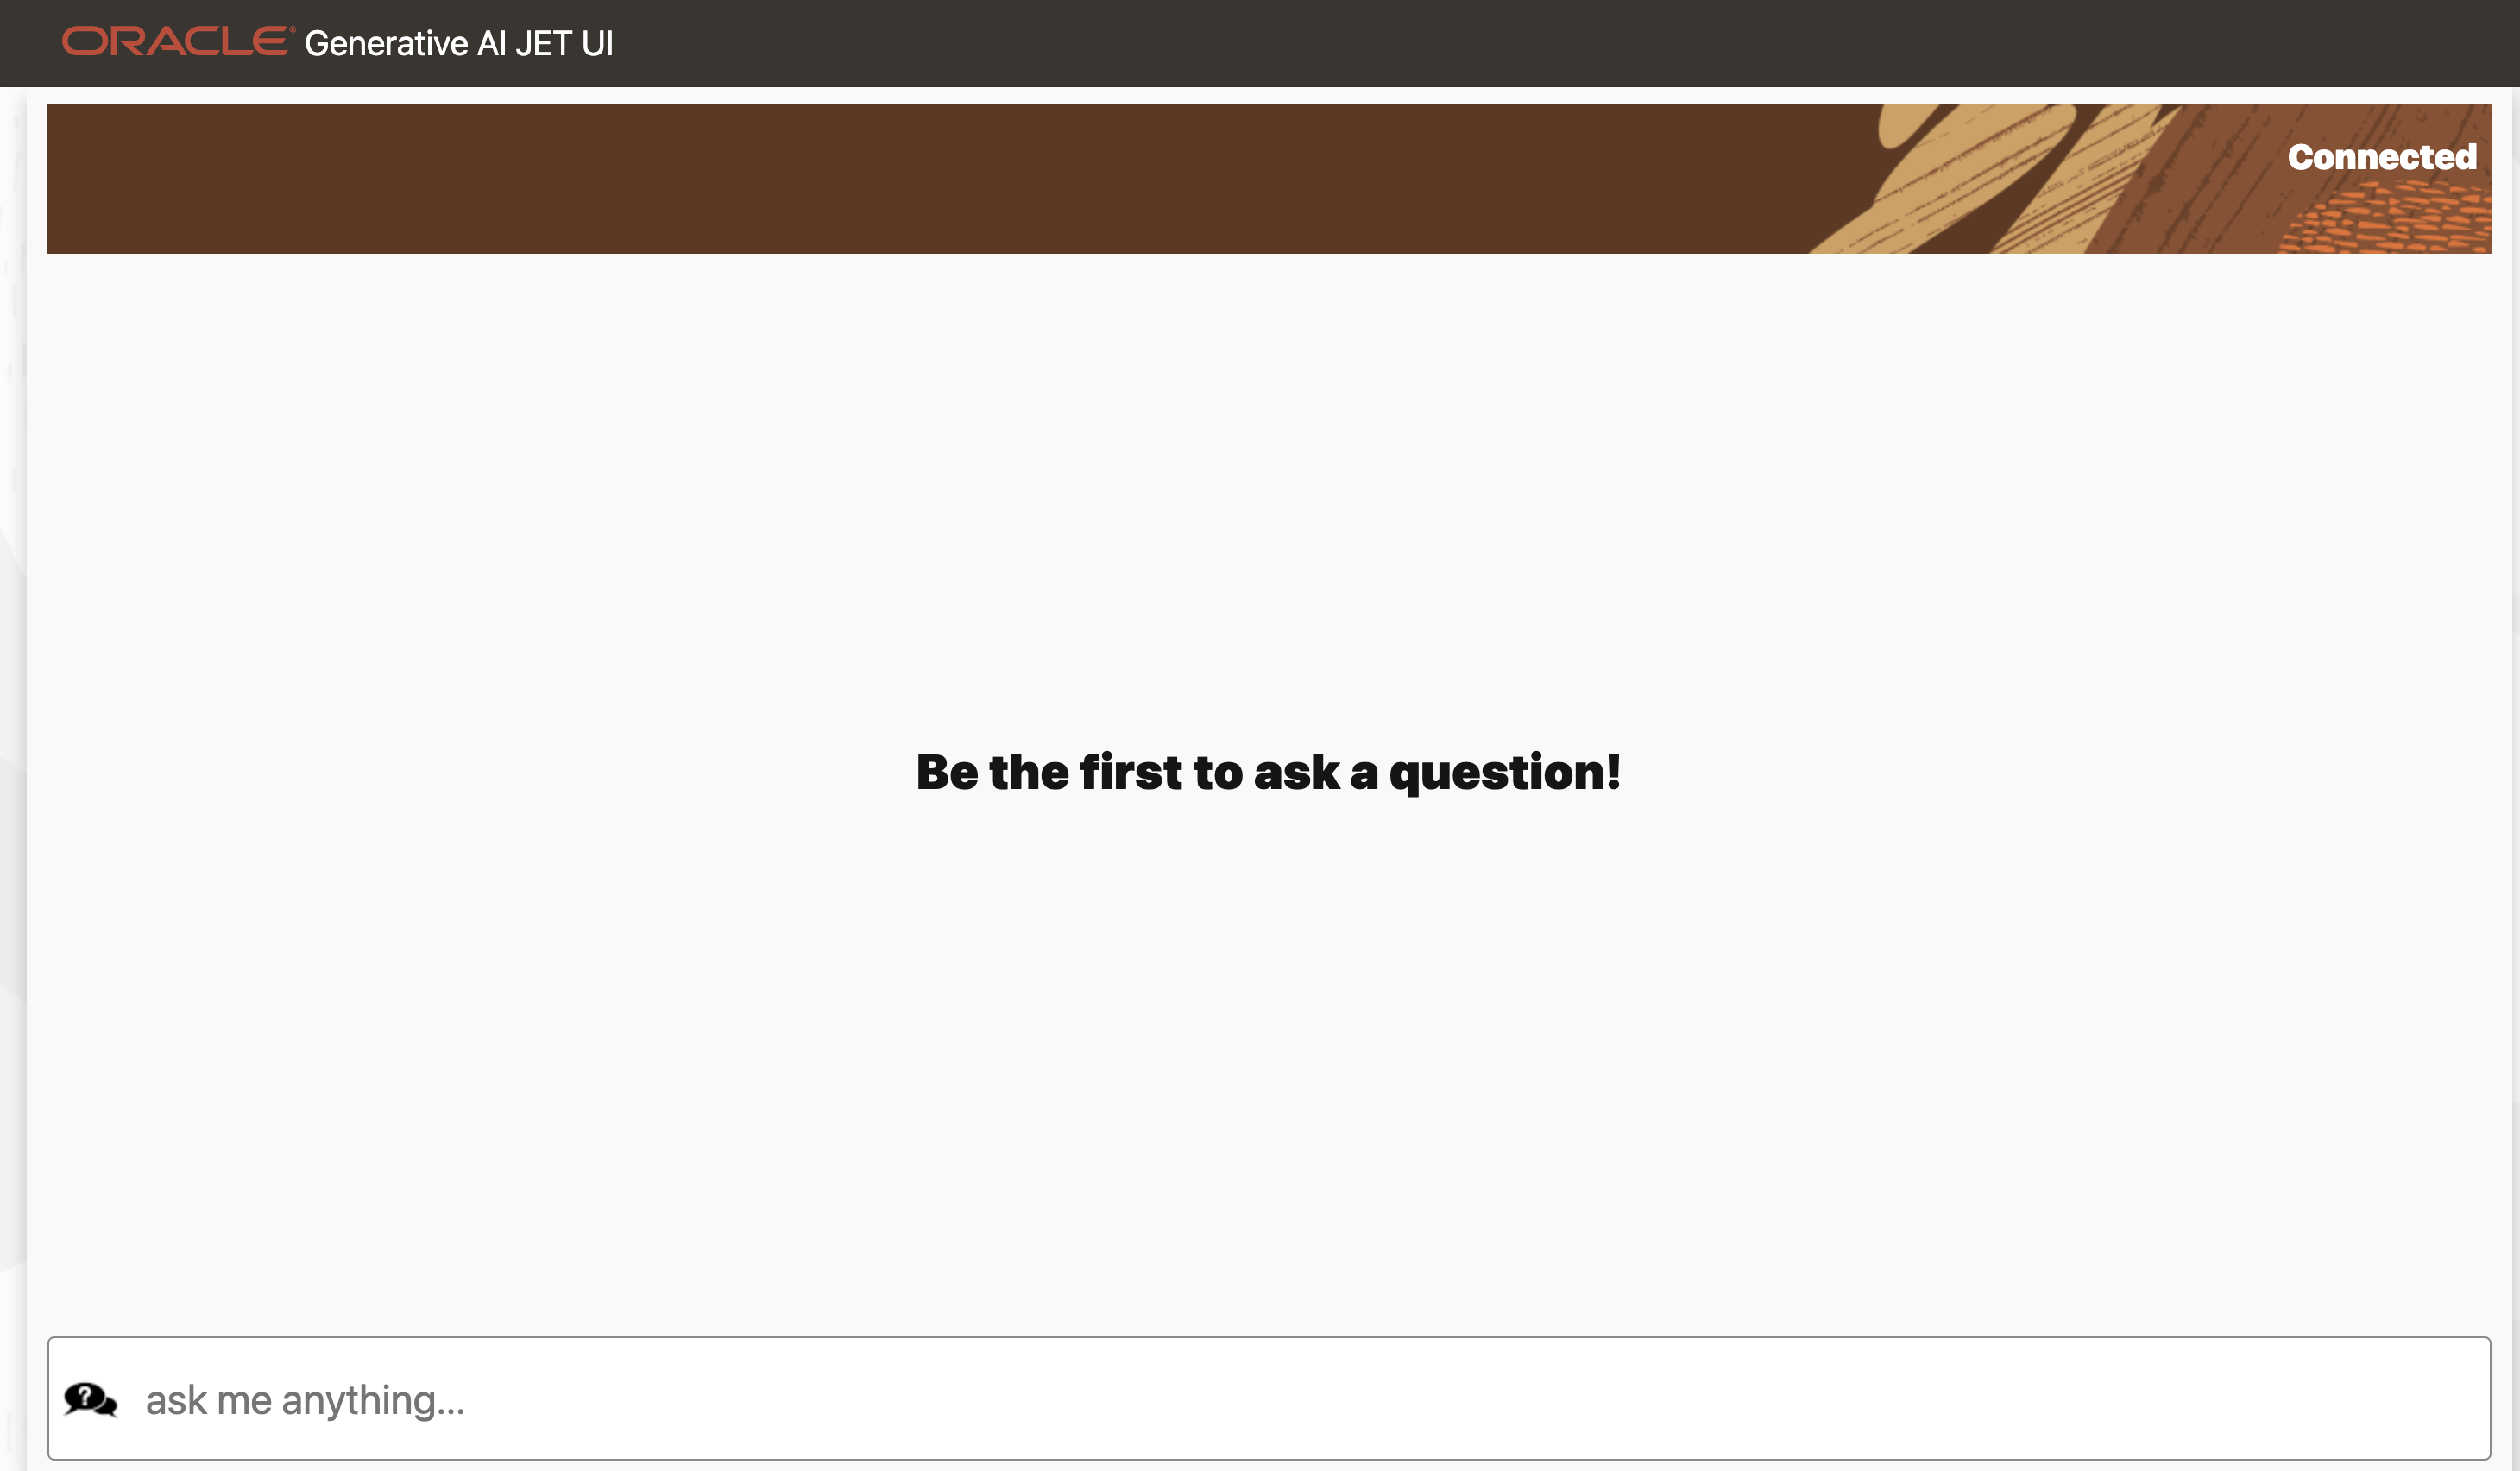 ORACLE® Generative AI JET UI
Connected
Be the first to ask a question!
? ask me anything...